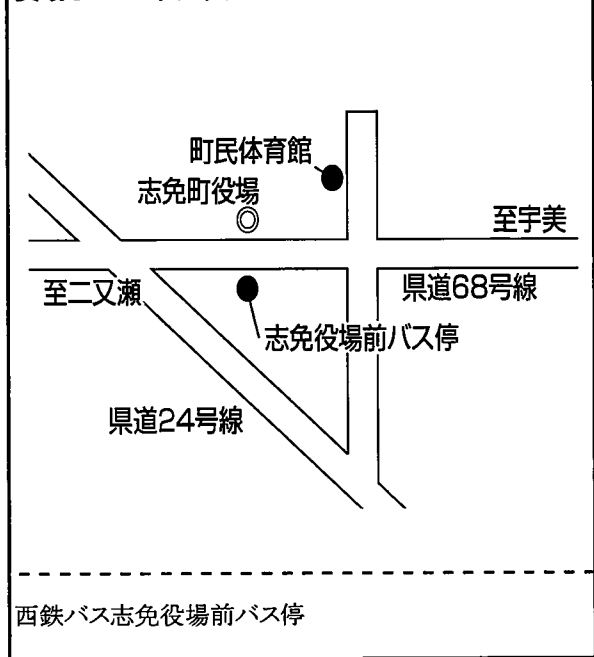 町民体育館
志免町役場
至宇美
至二又瀬
県道68号線
志免役場前バス停
県道24号線
西鉄バス志免役場前バス停